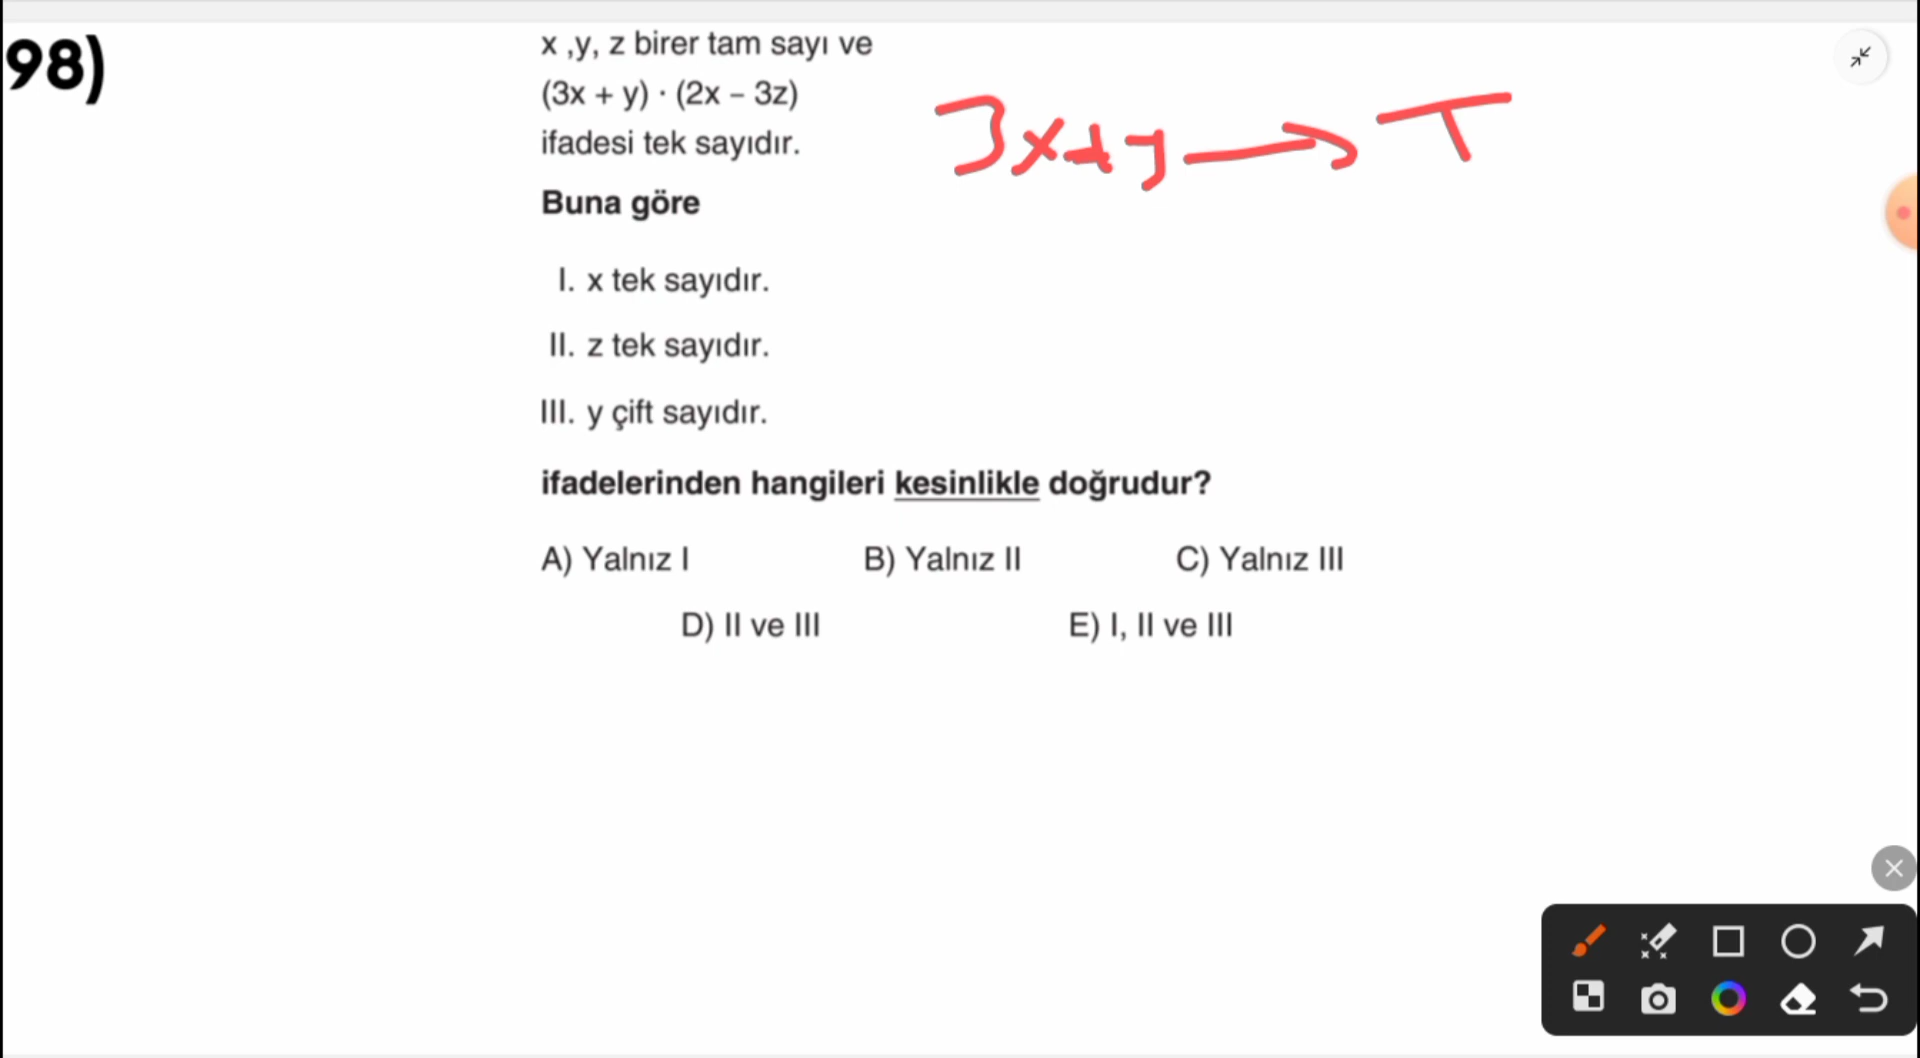 98)
x ,y, z birer tam sayı ve
(3x + y) · (2x – 3z)
ifadesi tek sayıdır.
3x+y → T
Buna göre
I. x tek sayıdır.
II. z tek sayıdır.
III. y çift sayıdır.
ifadelerinden hangileri kesinlikle doğrudur?
A) Yalnız I B) Yalnız II C) Yalnız III
D) II ve III E) I, II ve III